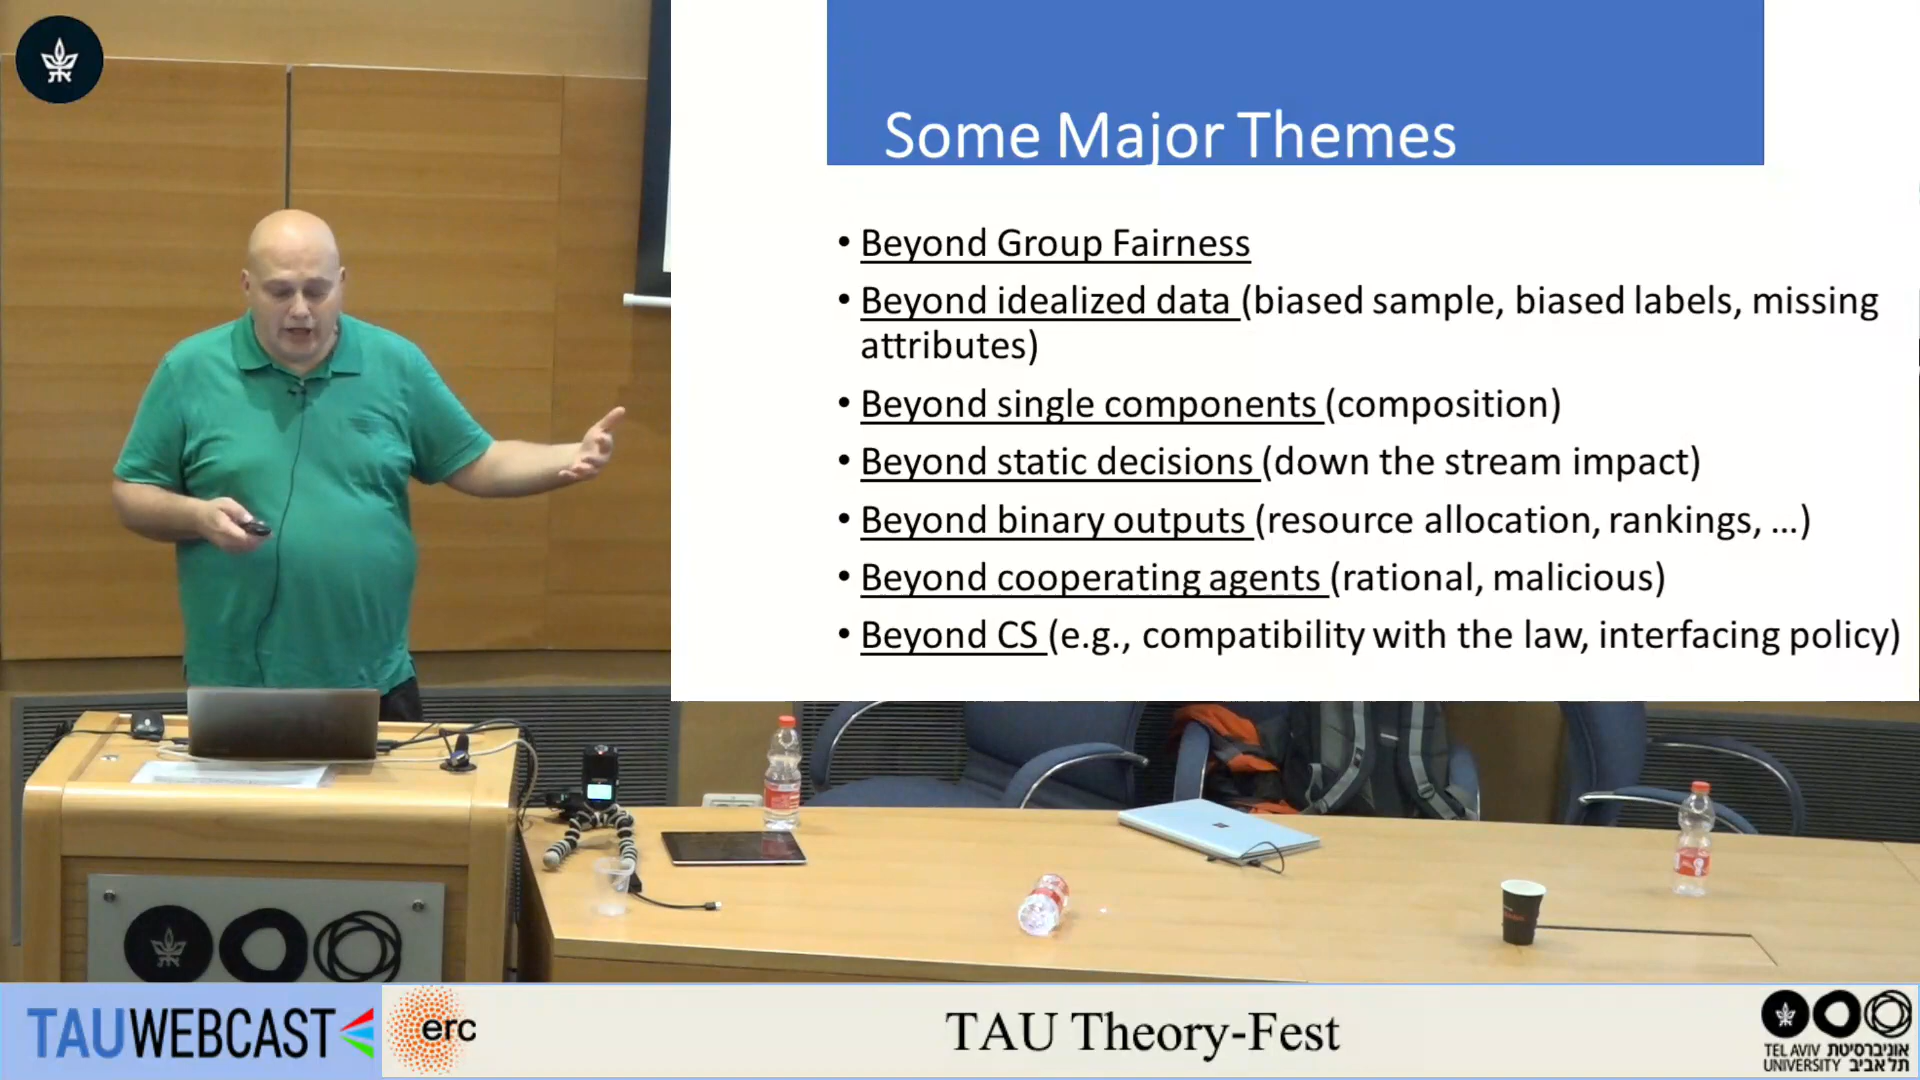 Some Major Themes
• Beyond Group Fairness
• Beyond idealized data (biased sample, biased labels, missing
attributes)
• Beyond single components (composition)
• Beyond static decisions (down the stream impact)
• Beyond binary outputs (resource allocation, rankings, ...)
• Beyond cooperating agents (rational, malicious)
• Beyond CS (e.g., compatibility with the law, interfacing policy)
TAUWEBCAST
erc
TAU Theory-Fest
TEL AVIV אוניברסיטת
UNIVERSITY תל אביב